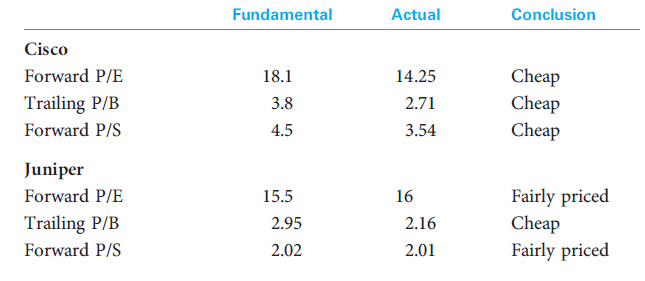 Fundamental Actual Conclusion
Cisco
Forward P/E 18.1 14.25 Cheap
Trailing P/B 3.8 2.71 Cheap
Forward P/S 4.5 3.54 Cheap
Juniper
Forward P/E 15.5 16 Fairly priced
Trailing P/B 2.95 2.16 Cheap
Forward P/S 2.02 2.01 Fairly priced